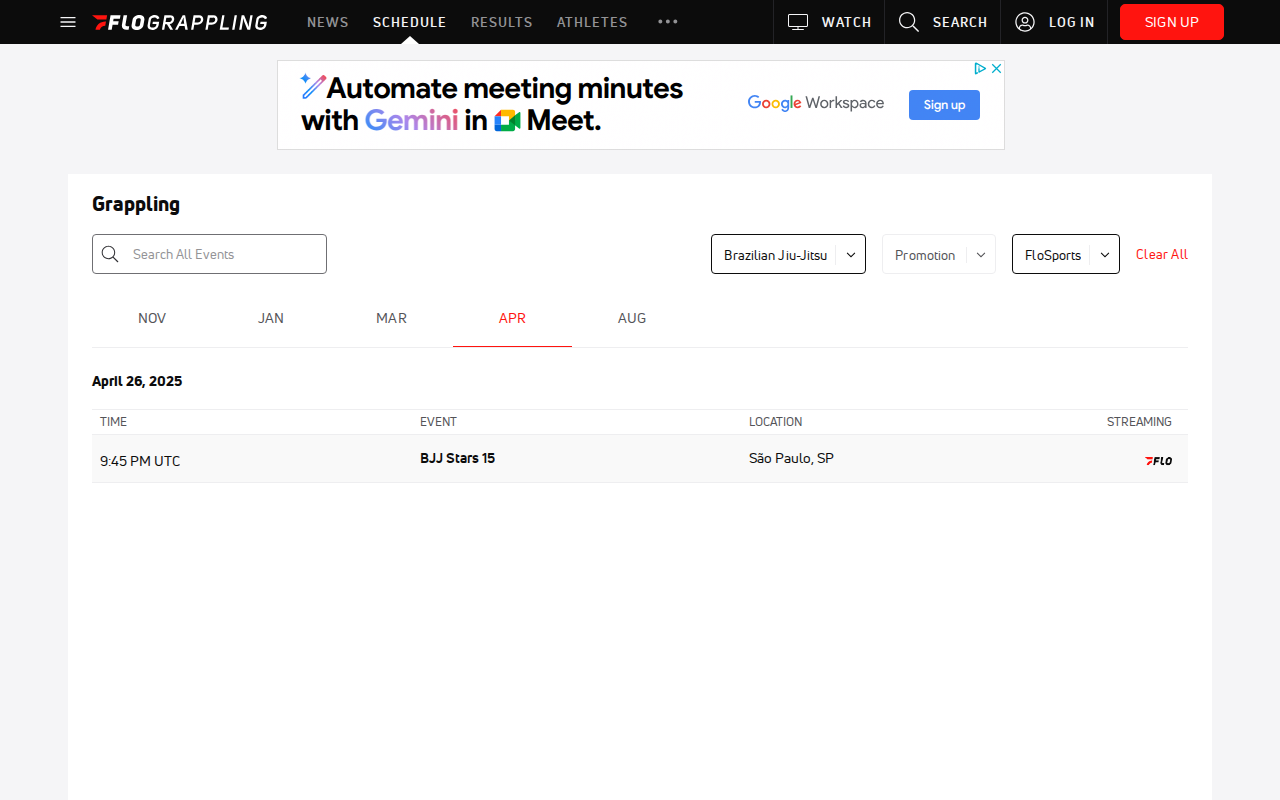 FLOGRAPPLING NEWS SCHEDULE RESULTS ATHLETES ••• WATCH SEARCH LOG IN SIGN UP
Automate meeting minutes
with Gemini in Meet.
Google Workspace
Sign up
Grappling
Search All Events
Brazilian Jiu-Jitsu
Promotion
FloSports
Clear All
NOV JAN MAR APR AUG
April 26, 2025
TIME EVENT LOCATION STREAMING
9:45 PM UTC BJJ Stars 15 São Paulo, SP FLO